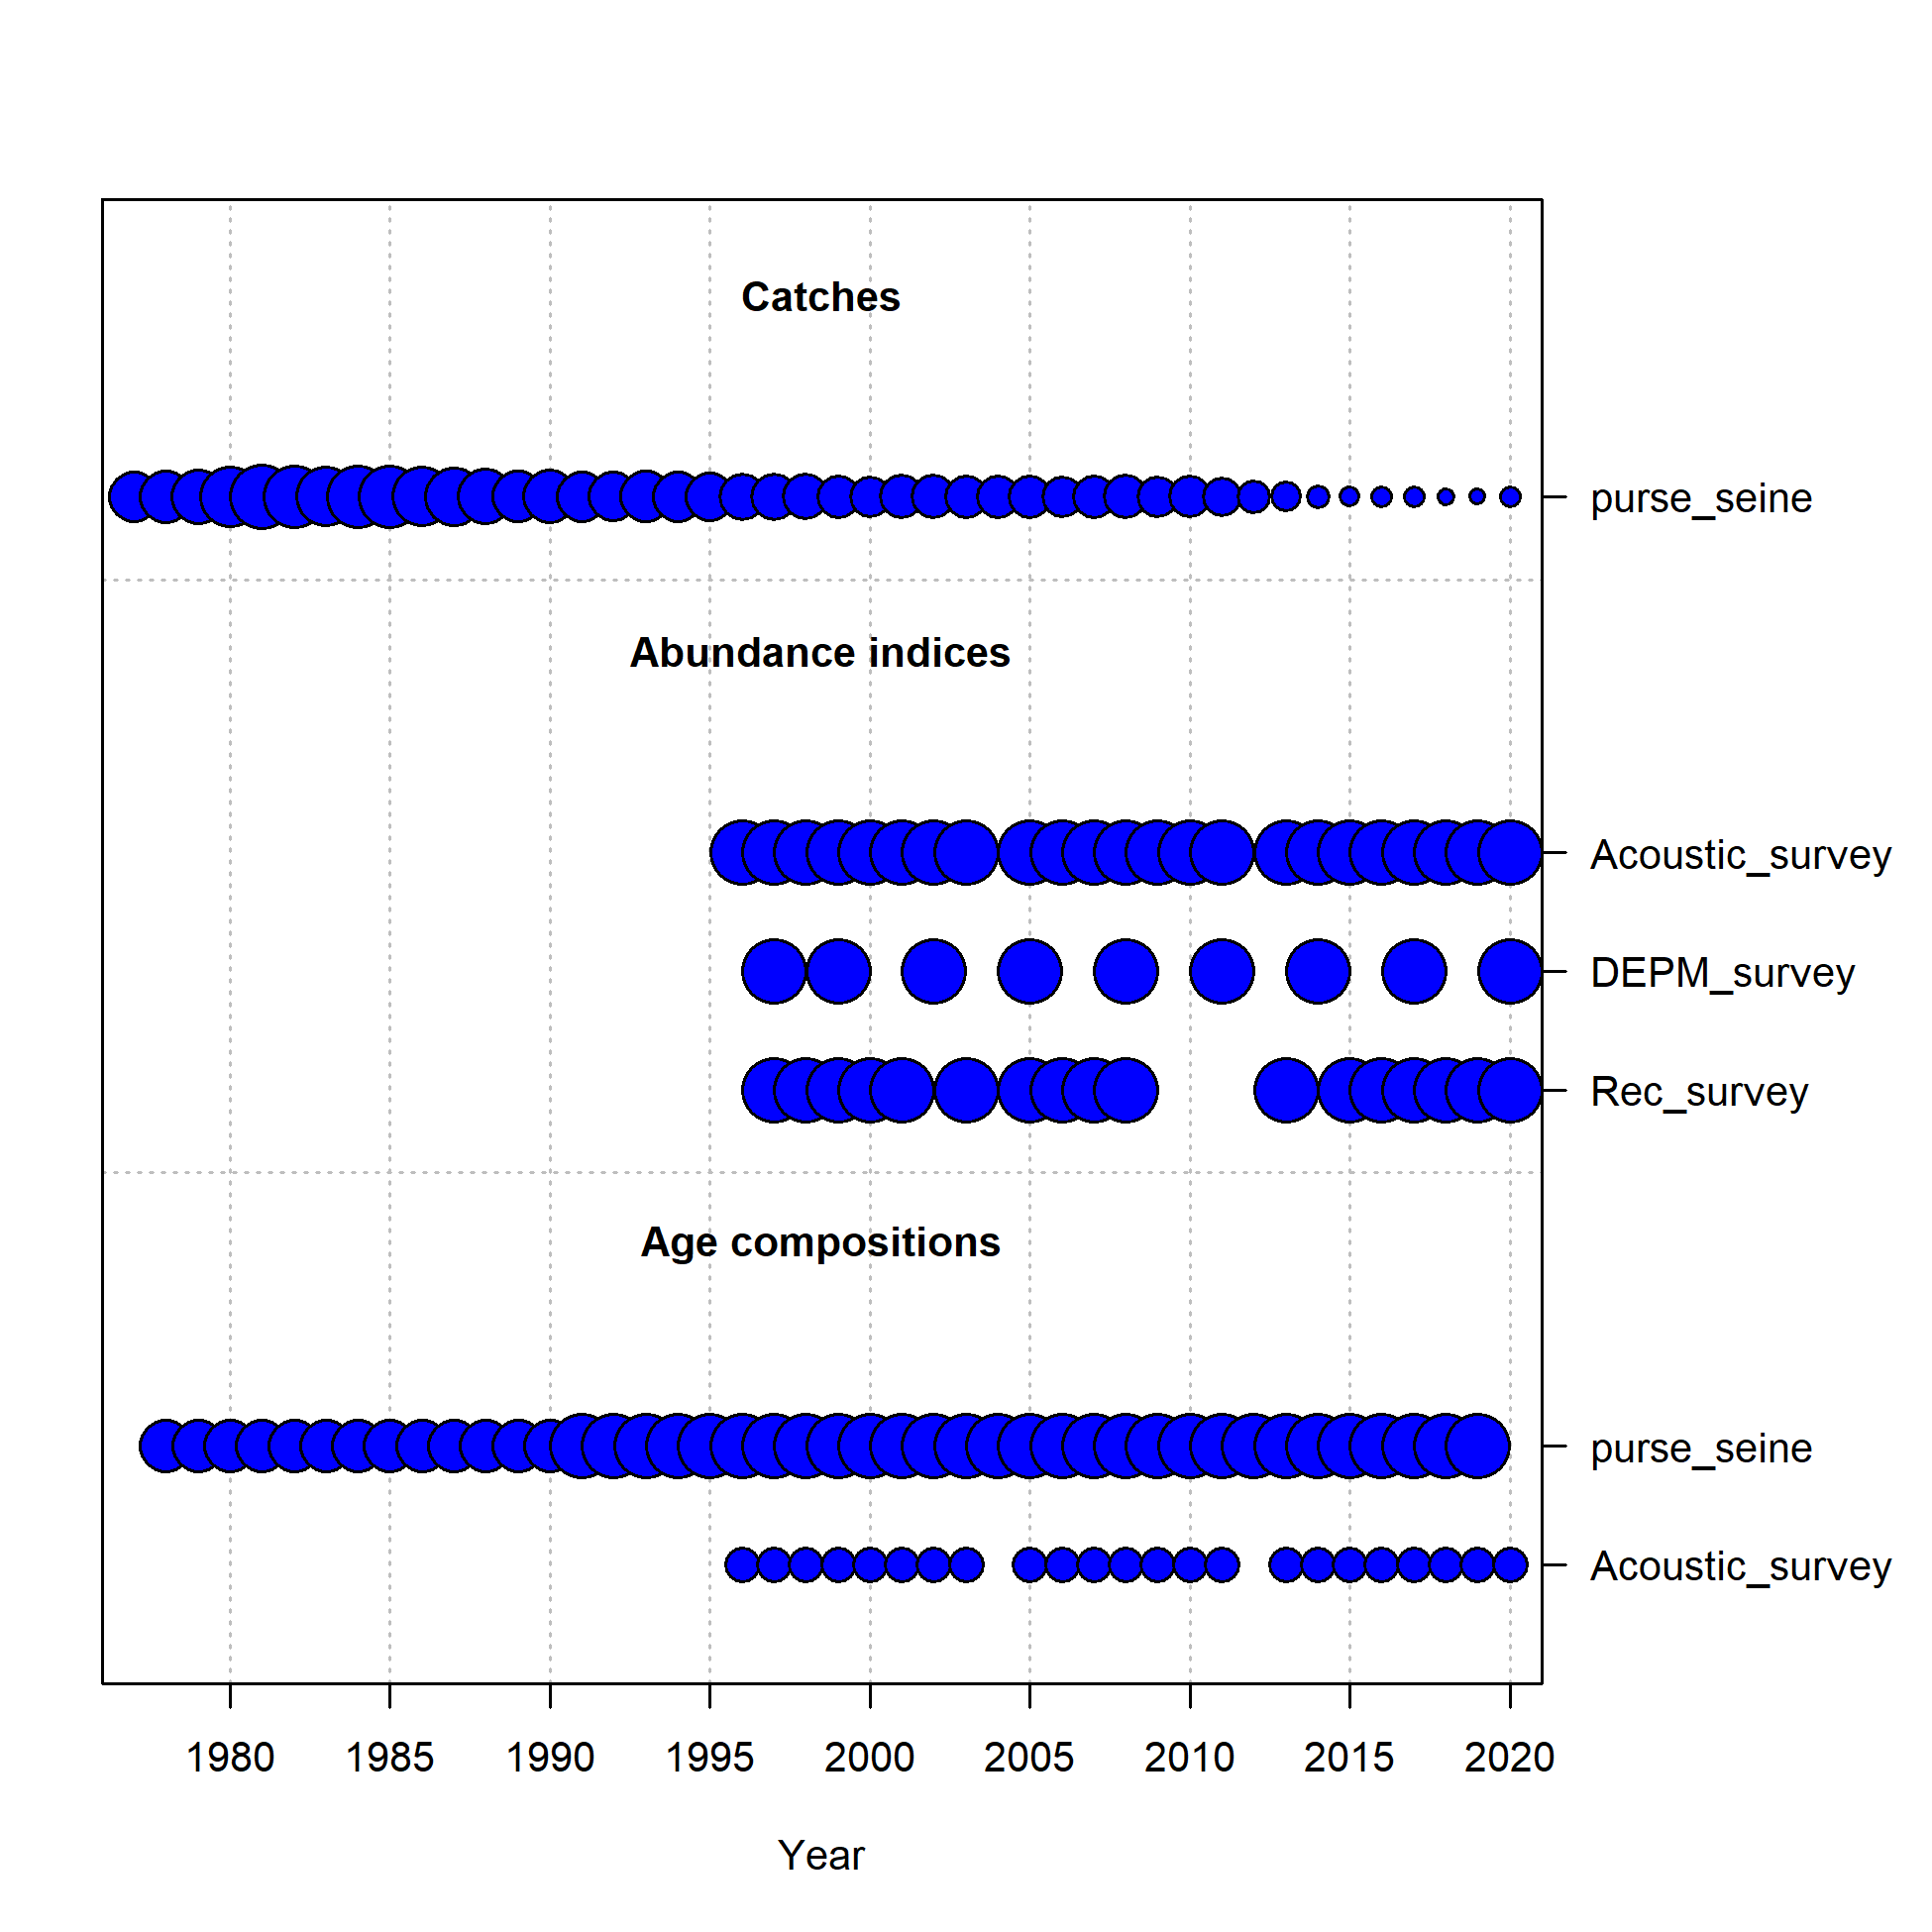 Catches
purse_seine
Abundance indices
Acoustic_survey
DEPM_survey
Rec_survey
Age compositions
purse_seine
Acoustic_survey
1980 1985 1990 1995 2000 2005 2010 2015 2020
Year